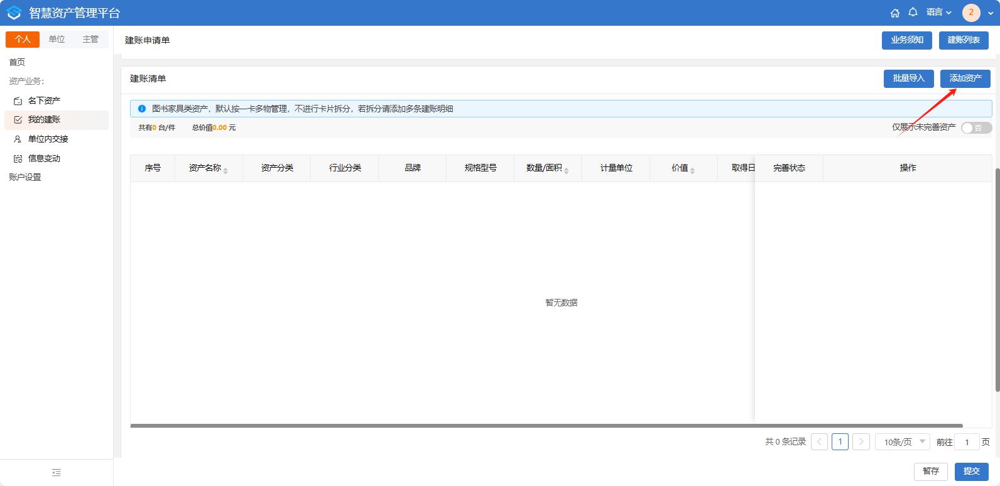 智慧资产管理平台
语言
2
个人 单位 主管
首页
资产业务:
名下资产
我的建账
单位内交接
信息变动
账户设置
建账申请单
业务须知
建账列表
建账清单
批量导入
添加资产
图书家具类资产，默认按一卡多物管理，不进行卡片拆分，若拆分请添加多条建账明细
共有0 台/件 总价值0.00 元
仅展示未完善资产 否
序号 资产名称 资产分类 行业分类 品牌 规格型号 数量/面积 计量单位 价值 取得日 完善状态 操作
暂无数据
共 0 条记录 1 10条/页 前往 1 页
暂存 提交